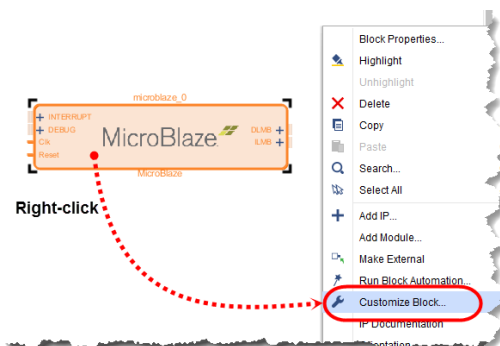 microblaze_0
INTERRUPT
DEBUG
Clk
Reset
MicroBlaze
DLMB
ILMB
MicroBlaze
Right-click
Block Properties...
Highlight
Unhighlight
Delete
Copy
Paste
Search...
Select All
Add IP...
Add Module...
Make External
Run Block Automation...
Customize Block...
IP Documentation
Orientation